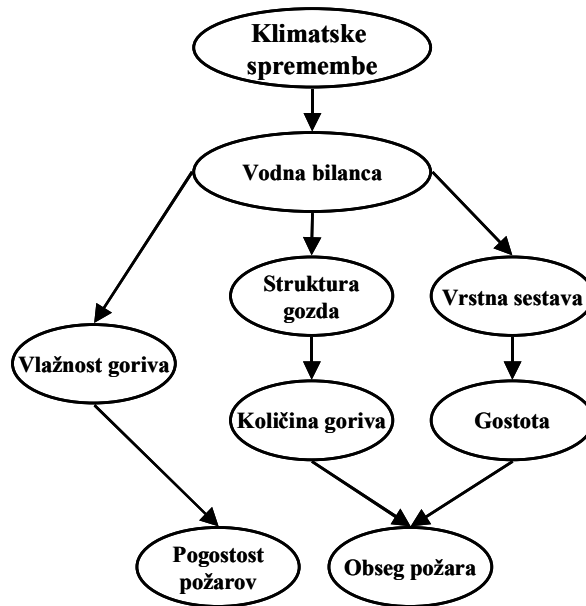 Klimatske
spremembe
Vodna bilanca
Struktura
gozda
Vrstna sestava
Vlažnost goriva
Količina goriva
Gostota
Pogostost
požarov
Obseg požara